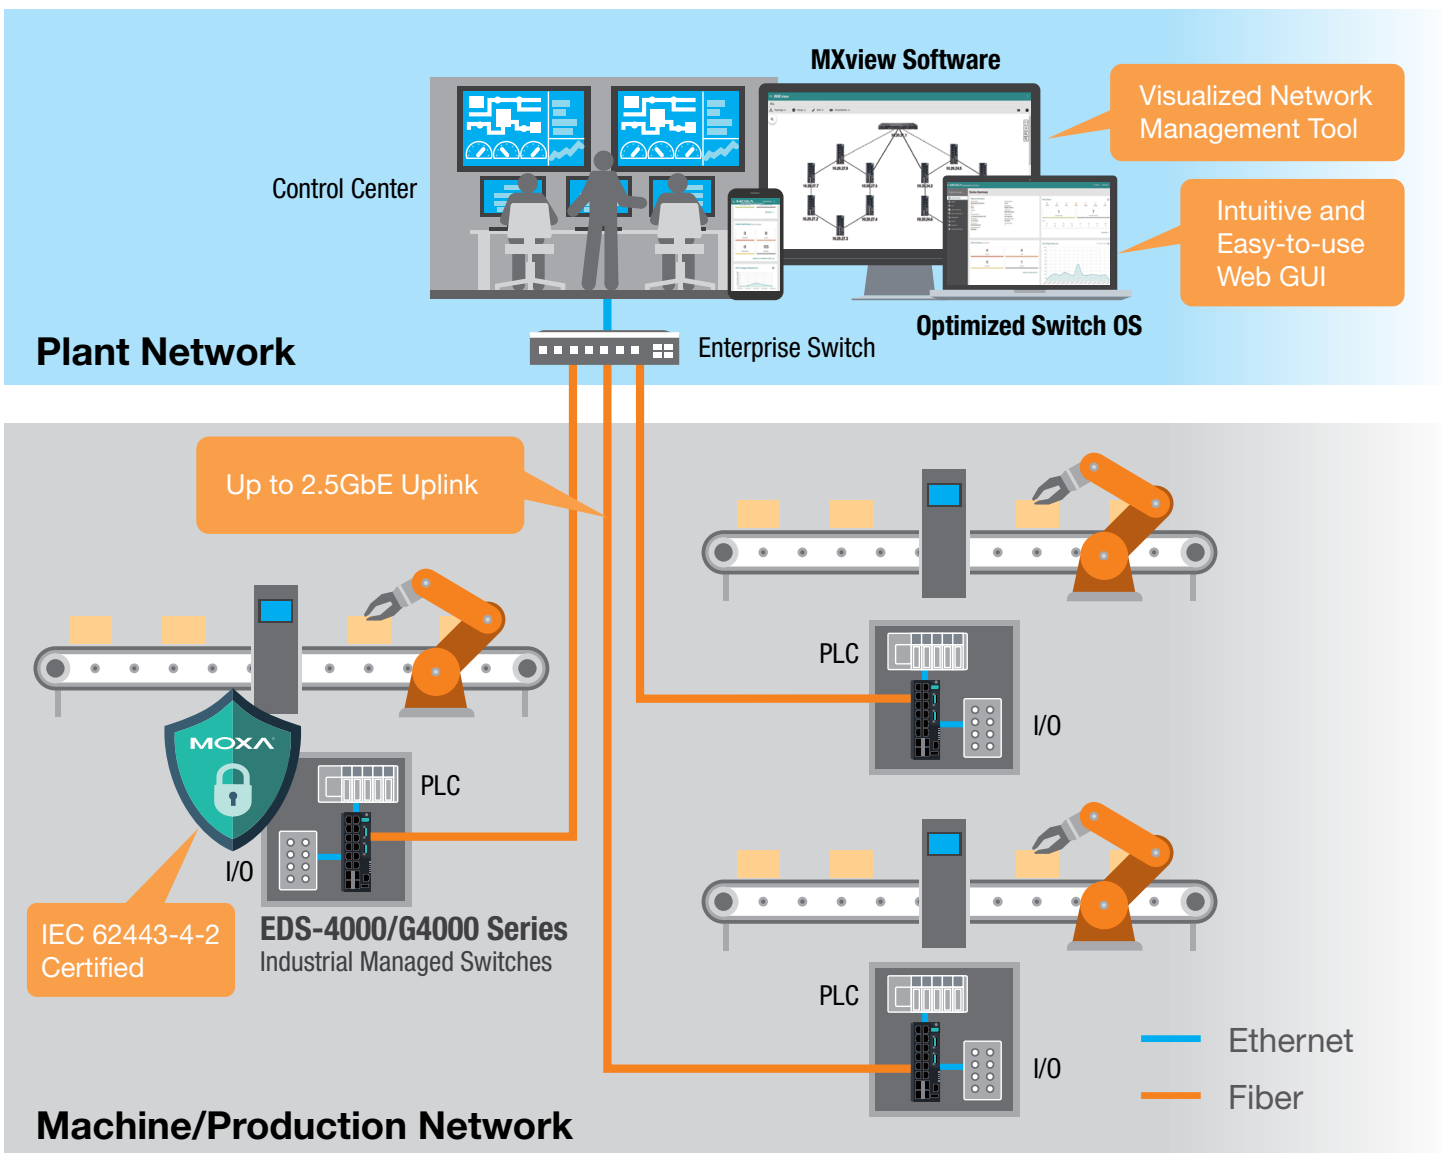 MXview Software
Visualized Network
Management Tool
Control Center
Intuitive and
Easy-to-use
Web GUI
Optimized Switch OS
Plant Network
Enterprise Switch
Up to 2.5GbE Uplink
PLC
I/O
MOXA
PLC
I/O
IEC 62443-4-2
Certified
EDS-4000/G4000 Series
Industrial Managed Switches
PLC
I/O
Ethernet
Fiber
Machine/Production Network